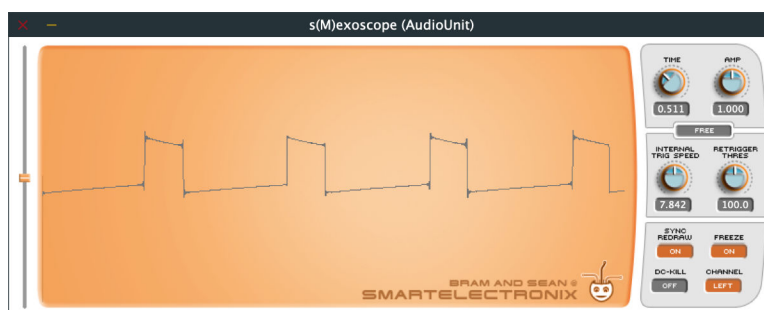 s(M)exoscope (AudioUnit)
TIME AMP
0.511 1.000
FREE
INTERNAL TRIG SPEED
RETRIGGER THRES
7.842 100.0
SYNC REDRAW
FREEZE
ON ON
DC-KILL CHANNEL
OFF LEFT
BRAM AND SEAN @
SMARTELECTRONIX